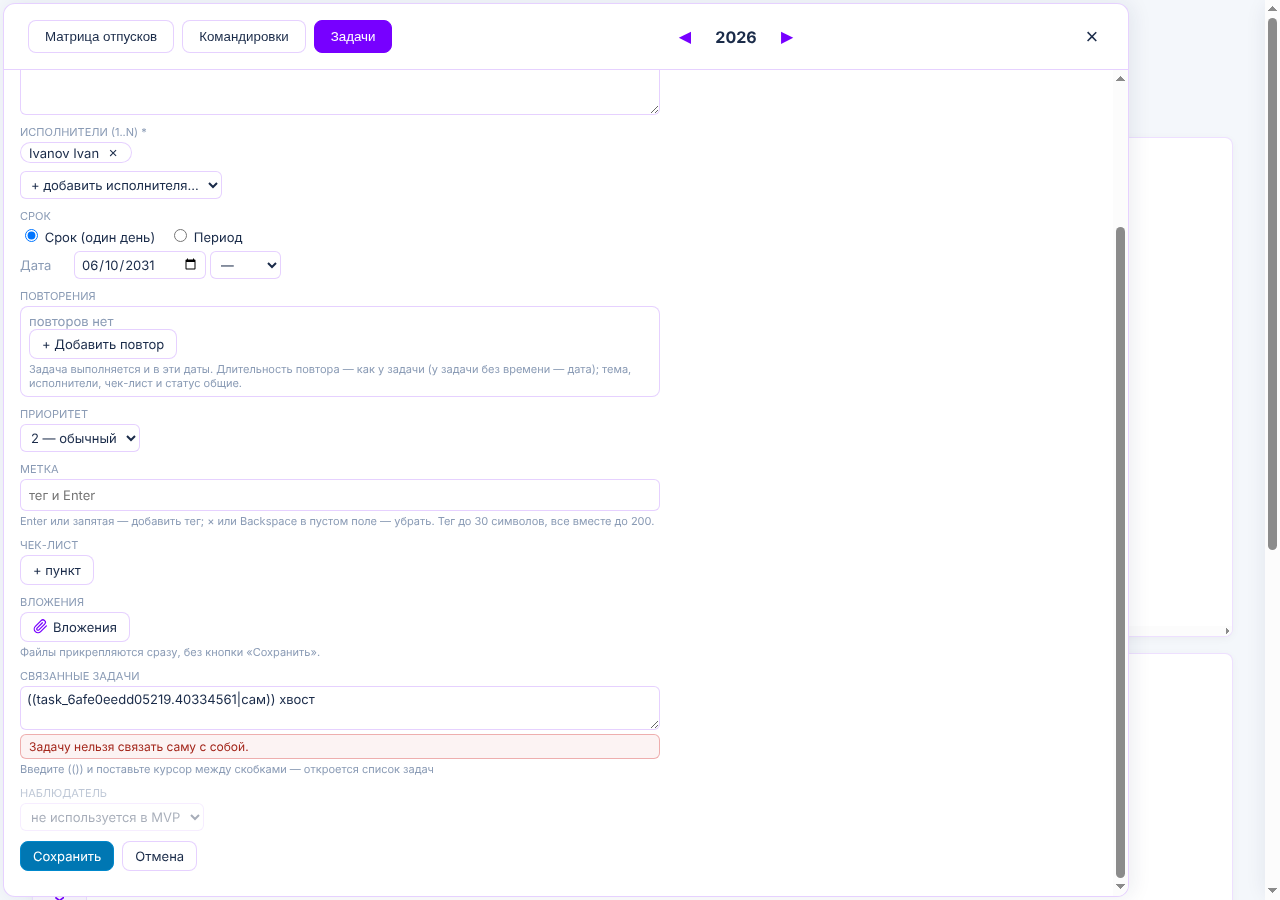 Матрица отпусков Командировки Задачи ◀ 2026 ▶ ×
ИСПОЛНИТЕЛИ (1..N) *
Ivanov Ivan ×
+ добавить исполнителя...
СРОК
Срок (один день) Период
Дата 06/10/2031 —
ПОВТОРЕНИЯ
повторов нет
+ Добавить повтор
Задача выполняется и в эти даты. Длительность повтора — как у задачи (у задачи без времени — дата); тема,
исполнители, чек-лист и статус общие.
ПРИОРИТЕТ
2 — обычный
МЕТКА
тег и Enter
Enter или запятая — добавить тег; × или Backspace в пустом поле — убрать. Тег до 30 символов, все вместе до 200.
ЧЕК-ЛИСТ
+ пункт
ВЛОЖЕНИЯ
Вложения
Файлы прикрепляются сразу, без кнопки «Сохранить».
СВЯЗАННЫЕ ЗАДАЧИ
((task_6afe0eedd05219.40334561|сам)) хвост
Задачу нельзя связать саму с собой.
Введите (()) и поставьте курсор между скобками — откроется список задач
НАБЛЮДАТЕЛЬ
не используется в MVP
Сохранить Отмена